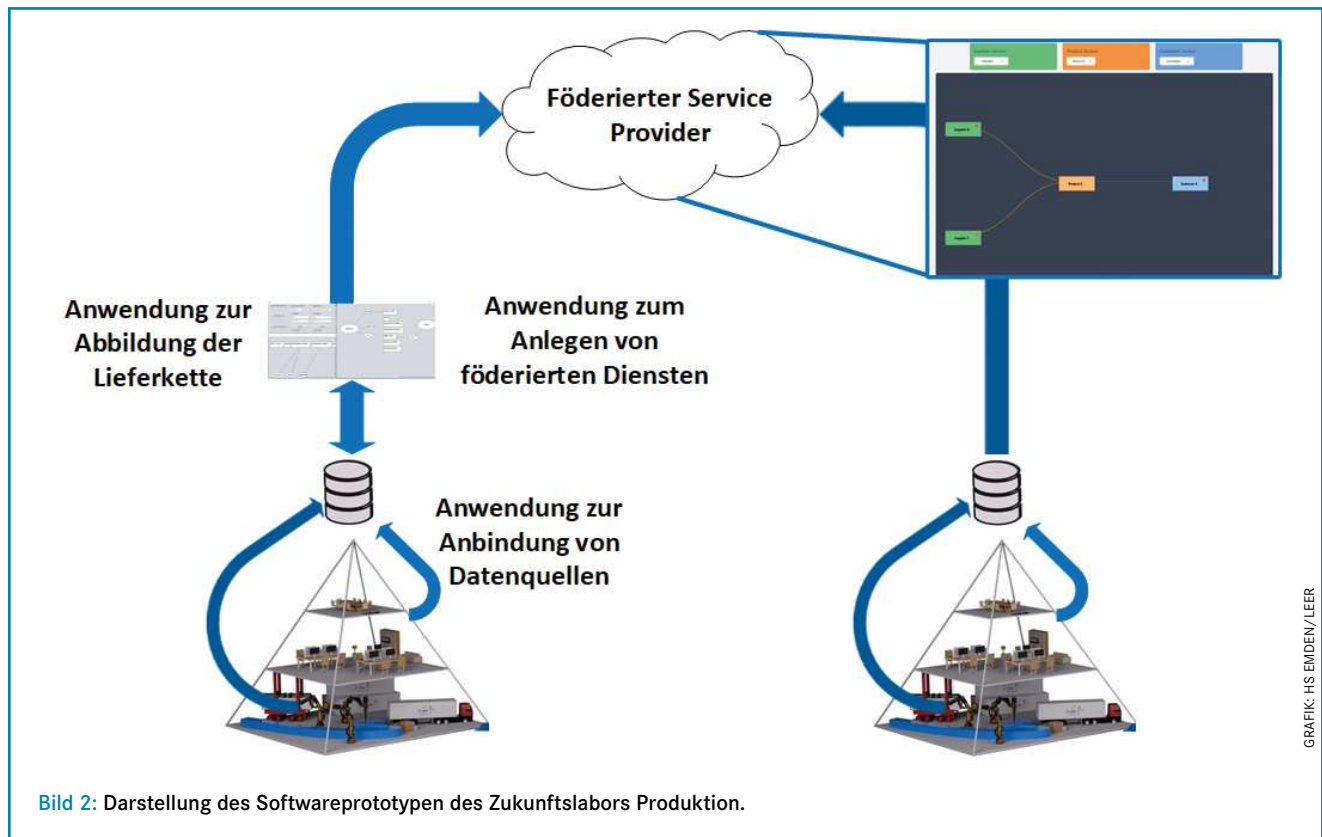 Föderierter Service
Provider
Anwendung zur
Abbildung der
Lieferkette
Anwendung zum
Anlegen von
föderierten Diensten
Anwendung zur
Anbindung von
Datenquellen
GRAFIK: HS EMDEN/LEER
Bild 2: Darstellung des Softwareprototypen des Zukunftslabors Produktion.